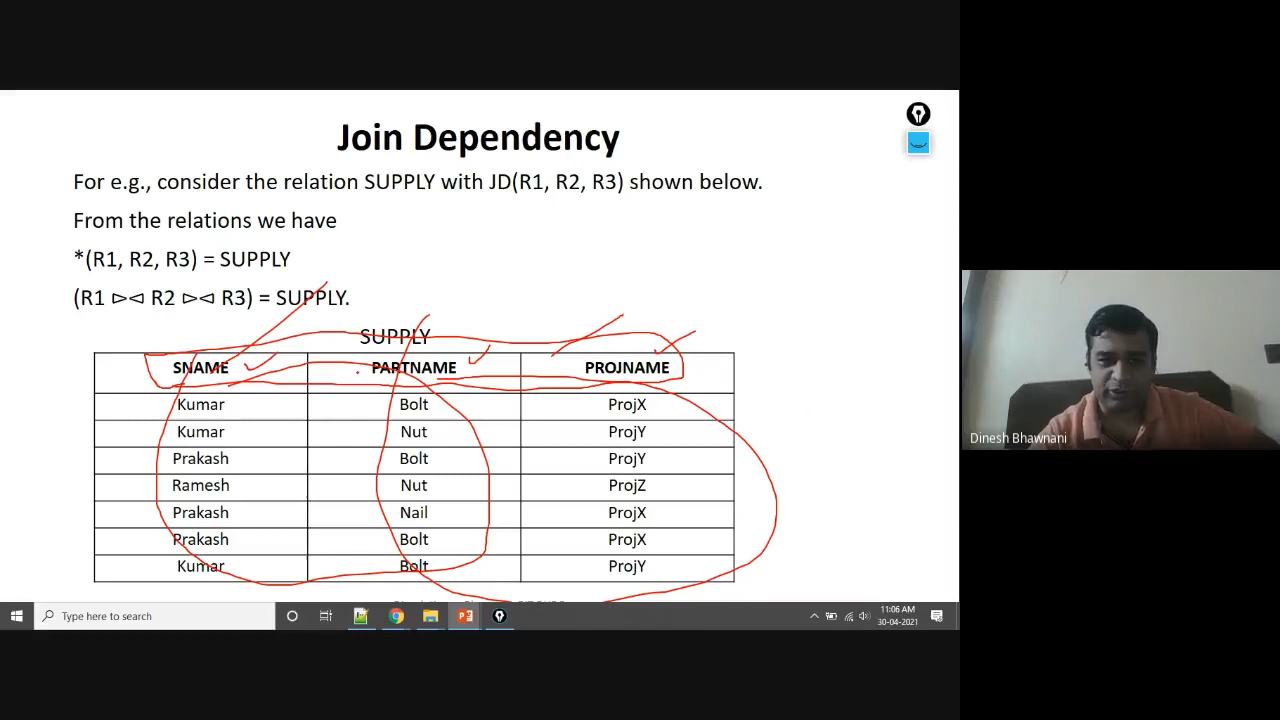 Join Dependency
For e.g., consider the relation SUPPLY with JD(R1, R2, R3) shown below.
From the relations we have
*(R1, R2, R3) = SUPPLY
(R1 ⊳⊲ R2 ⊳⊲ R3) = SUPPLY.
SUPPLY
SNAME PARTNAME PROJNAME
Kumar Bolt ProjX
Kumar Nut ProjY
Prakash Bolt ProjY
Ramesh Nut ProjZ
Prakash Nail ProjX
Prakash Bolt ProjX
Kumar Bolt ProjY
Dinesh Bhawnani
Type here to search
11:06 AM
30-04-2021